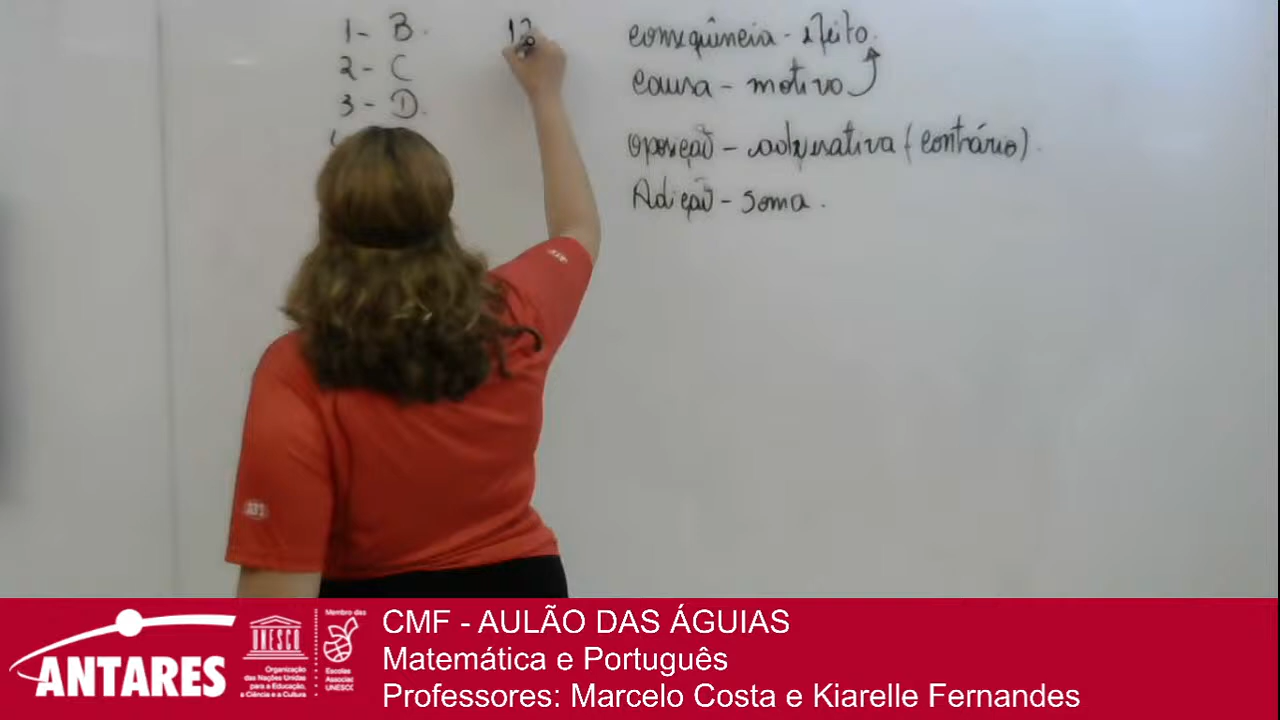 1 - B.
2 - C
3 - D.
12
consequência - efeito.
causa - motivo
oposição - adversativa (contrário).
Adição - soma.
ANTARES
UNESCO
Organização
das Nações Unidas
para a Educação,
a Ciência e a Cultura
Membro das
Escolas
Associadas
UNESCO
CMF - AULÃO DAS ÁGUIAS
Matemática e Português
Professores: Marcelo Costa e Kiarelle Fernandes